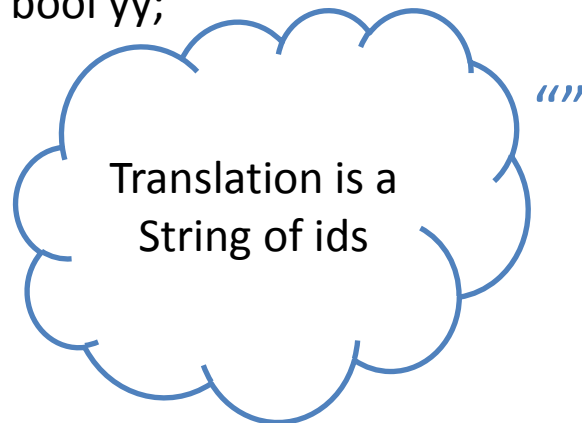 bool yy;
“”
Translation is a
String of ids